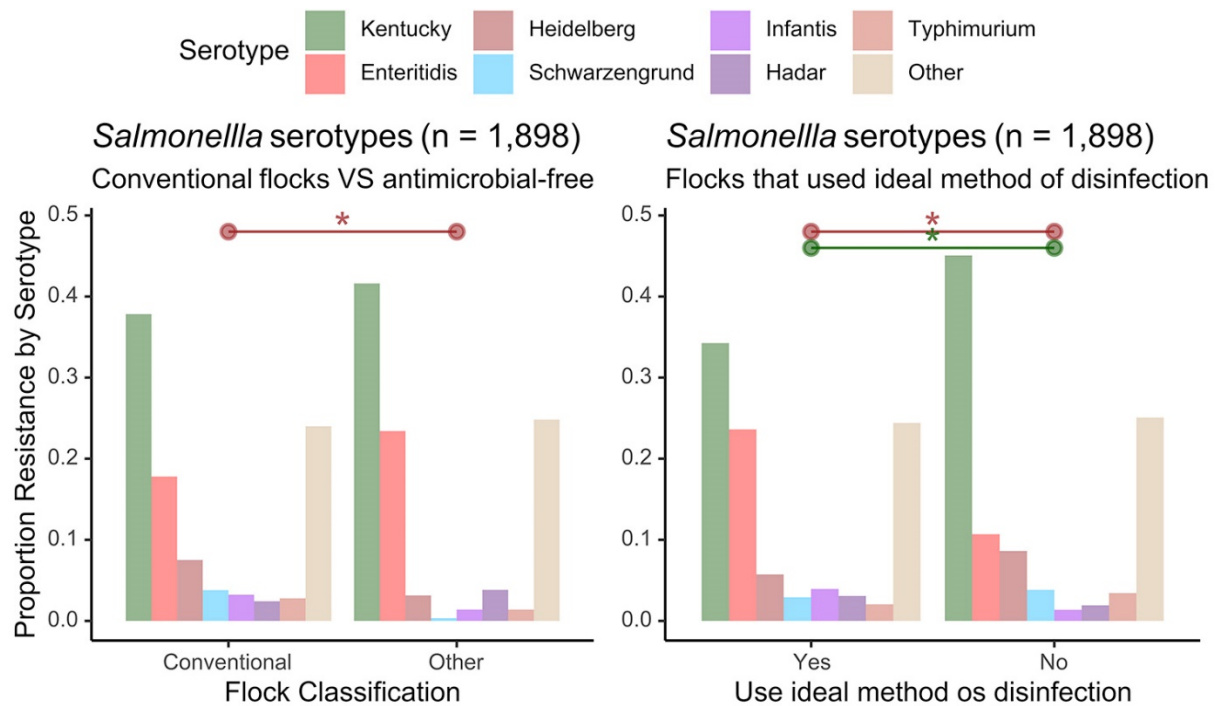 Serotype
Kentucky Heidelberg Infantis Typhimurium
Enteritidis Schwarzengrund Hadar Other
Salmonellla serotypes (n = 1,898)
Conventional flocks VS antimicrobial-free
Proportion Resistance by Serotype
0.5
0.4
0.3
0.2
0.1
0.0
*
Conventional Other
Flock Classification
Salmonellla serotypes (n = 1,898)
Flocks that used ideal method of disinfection
0.5
0.4
0.3
0.2
0.1
0.0
*
*
Yes No
Use ideal method os disinfection